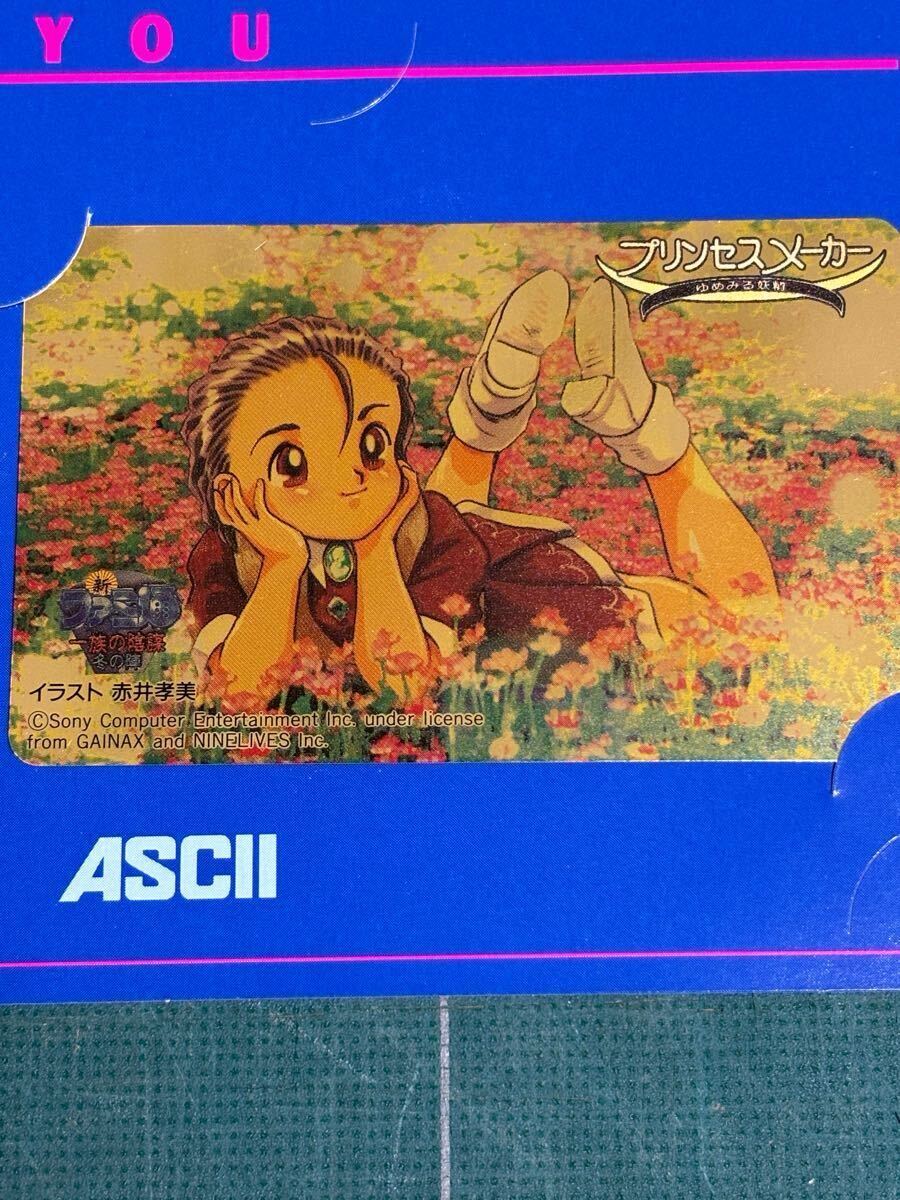 YOU
プリンセスメーカー
ゆめみる妖精
新
ファミ通
一族の陰謀
冬の陣
イラスト 赤井孝美
©Sony Computer Entertainment Inc. under license
from GAINAX and NINELIVES Inc.
ASCII